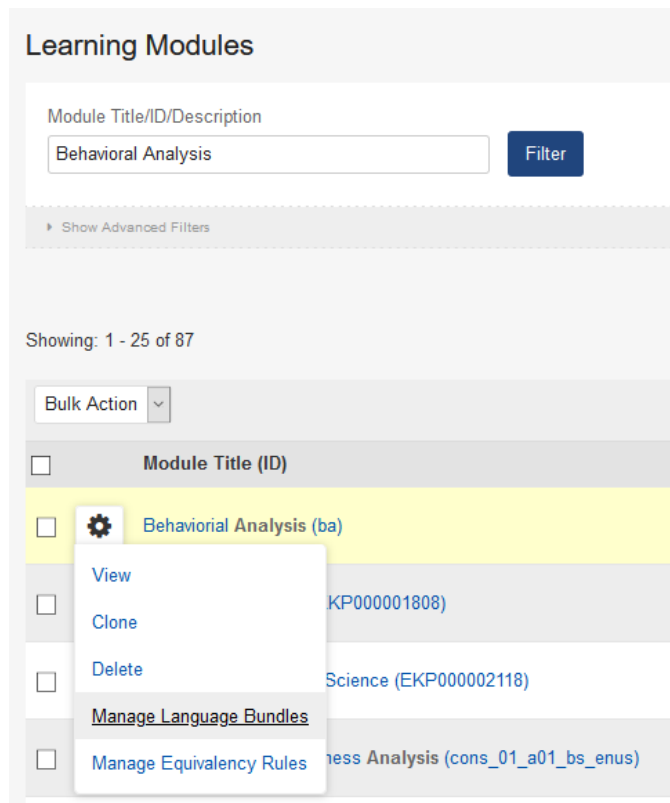 Learning Modules
Module Title/ID/Description
Behavioral Analysis
Filter
Show Advanced Filters
Showing: 1 - 25 of 87
Bulk Action
Module Title (ID)
Behaviorial Analysis (ba)
View
KP000001808)
Clone
Delete
Science (EKP000002118)
Manage Language Bundles
Manage Equivalency Rules
ness Analysis (cons_01_a01_bs_enus)